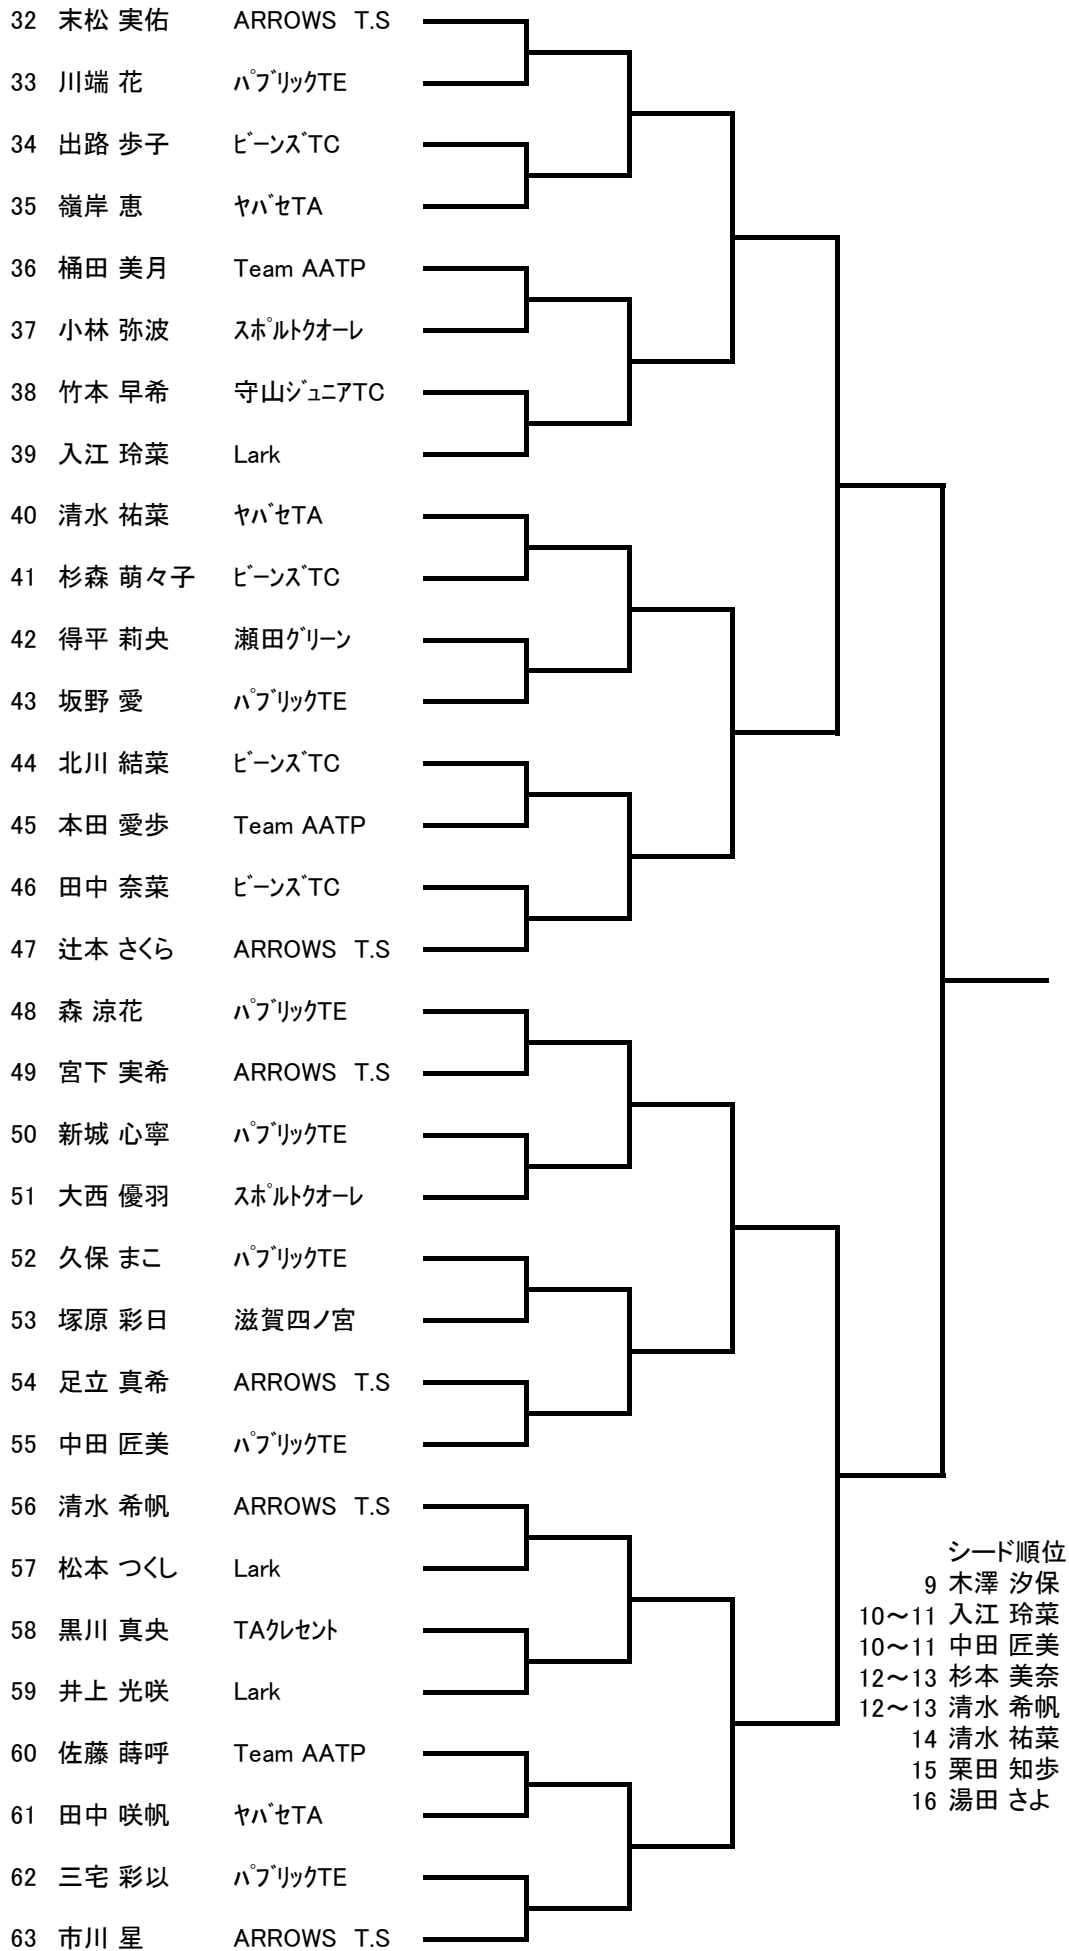 32 末松 実佑 ARROWS T.S
33 川端 花 ﾊﾟﾌﾞﾘｯｸTE
34 出路 歩子 ﾋﾞｰﾝｽﾞTC
35 嶺岸 恵 ﾔﾊﾞｾTA
36 桶田 美月 Team AATP
37 小林 弥波 ｽﾎﾟﾙﾄｸｵｰﾚ
38 竹本 早希 守山ｼﾞｭﾆｱTC
39 入江 玲菜 Lark
40 清水 祐菜 ﾔﾊﾞｾTA
41 杉森 萌々子 ﾋﾞｰﾝｽﾞTC
42 得平 莉央 瀬田ｸﾞﾘｰﾝ
43 坂野 愛 ﾊﾟﾌﾞﾘｯｸTE
44 北川 結菜 ﾋﾞｰﾝｽﾞTC
45 本田 愛歩 Team AATP
46 田中 奈菜 ﾋﾞｰﾝｽﾞTC
47 辻本 さくら ARROWS T.S
48 森 涼花 ﾊﾟﾌﾞﾘｯｸTE
49 宮下 実希 ARROWS T.S
50 新城 心寧 ﾊﾟﾌﾞﾘｯｸTE
51 大西 優羽 ｽﾎﾟﾙﾄｸｵｰﾚ
52 久保 まこ ﾊﾟﾌﾞﾘｯｸTE
53 塚原 彩日 滋賀四ノ宮
54 足立 真希 ARROWS T.S
55 中田 匠美 ﾊﾟﾌﾞﾘｯｸTE
56 清水 希帆 ARROWS T.S
57 松本 つくし Lark
58 黒川 真央 TAｸﾚｾﾝﾄ
59 井上 光咲 Lark
60 佐藤 蒔呼 Team AATP
61 田中 咲帆 ﾔﾊﾞｾTA
62 三宅 彩以 ﾊﾟﾌﾞﾘｯｸTE
63 市川 星 ARROWS T.S
シード順位
9 木澤 汐保
10～11 入江 玲菜
10～11 中田 匠美
12～13 杉本 美奈
12～13 清水 希帆
14 清水 祐菜
15 栗田 知歩
16 湯田 さよ